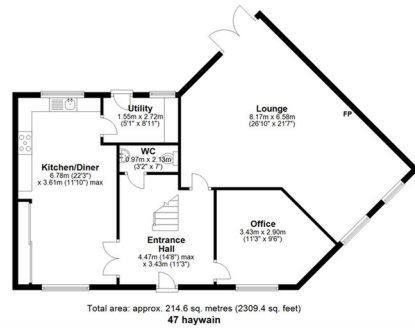 Utility
1.55m x 2.72m
(5'1" x 8'11")
Lounge
8.17m x 6.58m
(26'10" x 21'7")
FP
WC
0.97m x 2.13m
(3'2" x 7')
Kitchen/Diner
6.78m (22'3")
x 3.61m (11'10") max
Office
3.43m x 2.90m
(11'3" x 9'6")
Entrance
Hall
4.47m (14'8") max
x 3.43m (11'3")
Total area: approx. 214.6 sq. metres (2309.4 sq. feet)
47 haywain